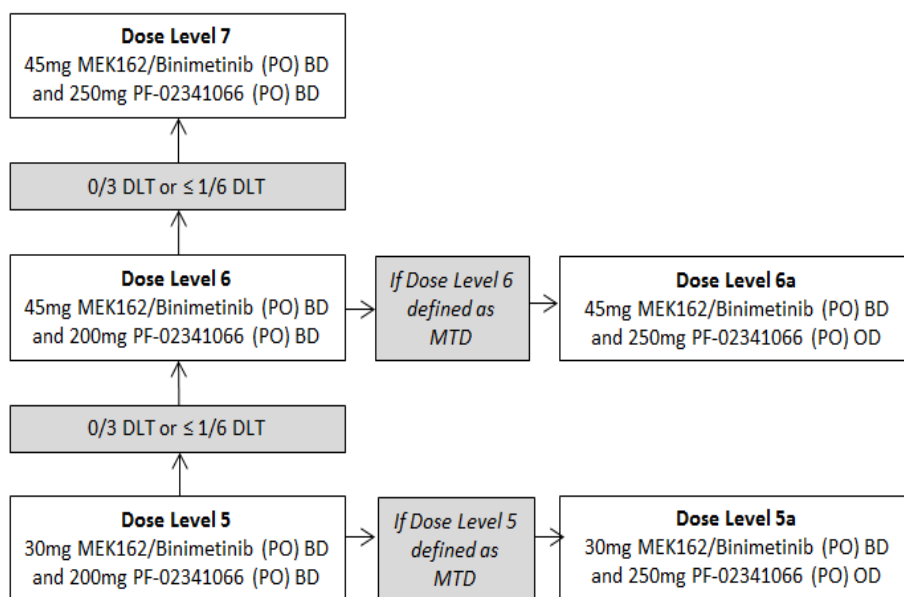 Dose Level 7
45mg MEK162/Binimetinib (PO) BD
and 250mg PF-02341066 (PO) BD
0/3 DLT or ≤ 1/6 DLT
Dose Level 6
45mg MEK162/Binimetinib (PO) BD
and 200mg PF-02341066 (PO) BD
If Dose Level 6
defined as
MTD
Dose Level 6a
45mg MEK162/Binimetinib (PO) BD
and 250mg PF-02341066 (PO) OD
0/3 DLT or ≤ 1/6 DLT
Dose Level 5
30mg MEK162/Binimetinib (PO) BD
and 200mg PF-02341066 (PO) BD
If Dose Level 5
defined as
MTD
Dose Level 5a
30mg MEK162/Binimetinib (PO) BD
and 250mg PF-02341066 (PO) OD